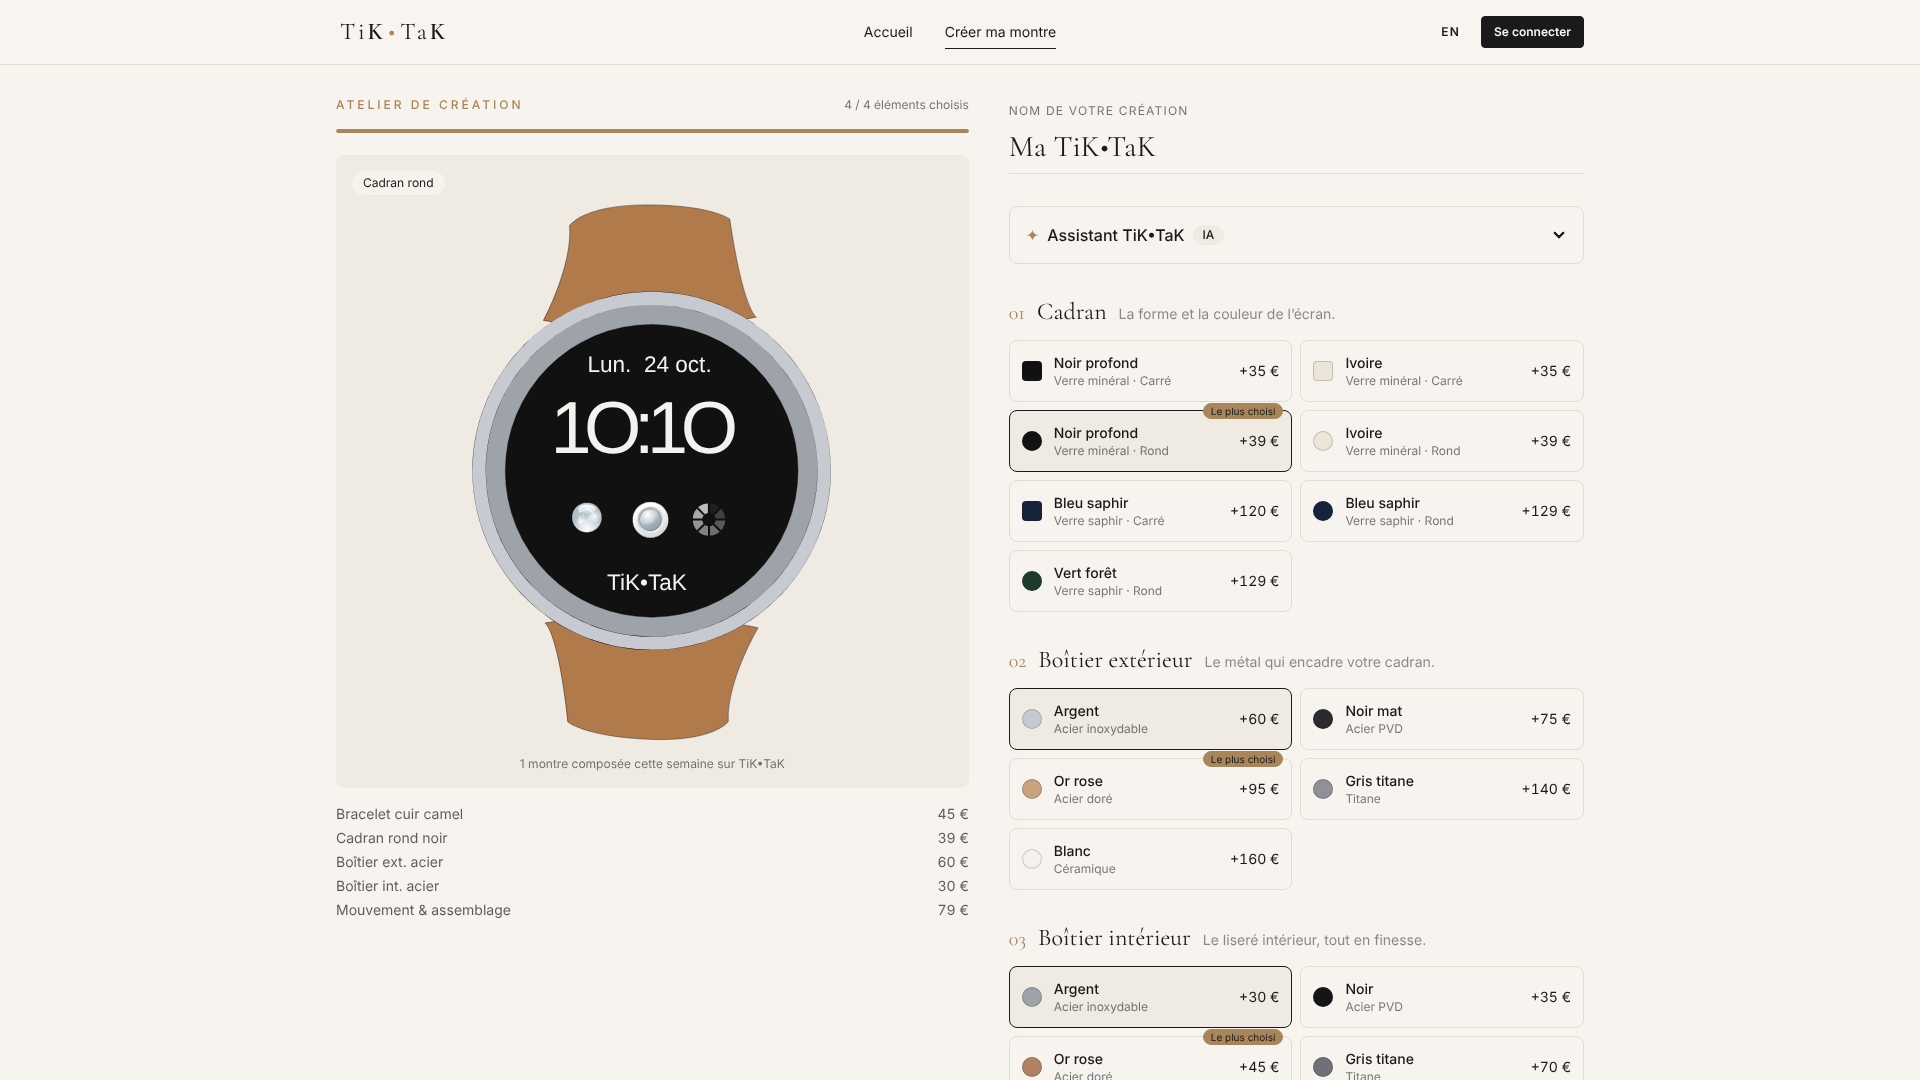 TiK•TaK
Accueil
Créer ma montre
EN
Se connecter
ATELIER DE CRÉATION
4 / 4 éléments choisis
Cadran rond
Lun. 24 oct.
10:10
TiK•TaK
1 montre composée cette semaine sur TiK•TaK
Bracelet cuir camel 45 €
Cadran rond noir 39 €
Boîtier ext. acier 60 €
Boîtier int. acier 30 €
Mouvement & assemblage 79 €
NOM DE VOTRE CRÉATION
Ma TiK•TaK
✦ Assistant TiK•TaK IA
01 Cadran La forme et la couleur de l’écran.
Noir profond
Verre minéral · Carré
+35 €
Ivoire
Verre minéral · Carré
+35 €
Le plus choisi
Noir profond
Verre minéral · Rond
+39 €
Ivoire
Verre minéral · Rond
+39 €
Bleu saphir
Verre saphir · Carré
+120 €
Bleu saphir
Verre saphir · Rond
+129 €
Vert forêt
Verre saphir · Rond
+129 €
02 Boîtier extérieur Le métal qui encadre votre cadran.
Argent
Acier inoxydable
+60 €
Noir mat
Acier PVD
+75 €
Le plus choisi
Or rose
Acier doré
+95 €
Gris titane
Titane
+140 €
Blanc
Céramique
+160 €
03 Boîtier intérieur Le liseré intérieur, tout en finesse.
Argent
Acier inoxydable
+30 €
Noir
Acier PVD
+35 €
Le plus choisi
Or rose
Acier doré
+45 €
Gris titane
Titane
+70 €